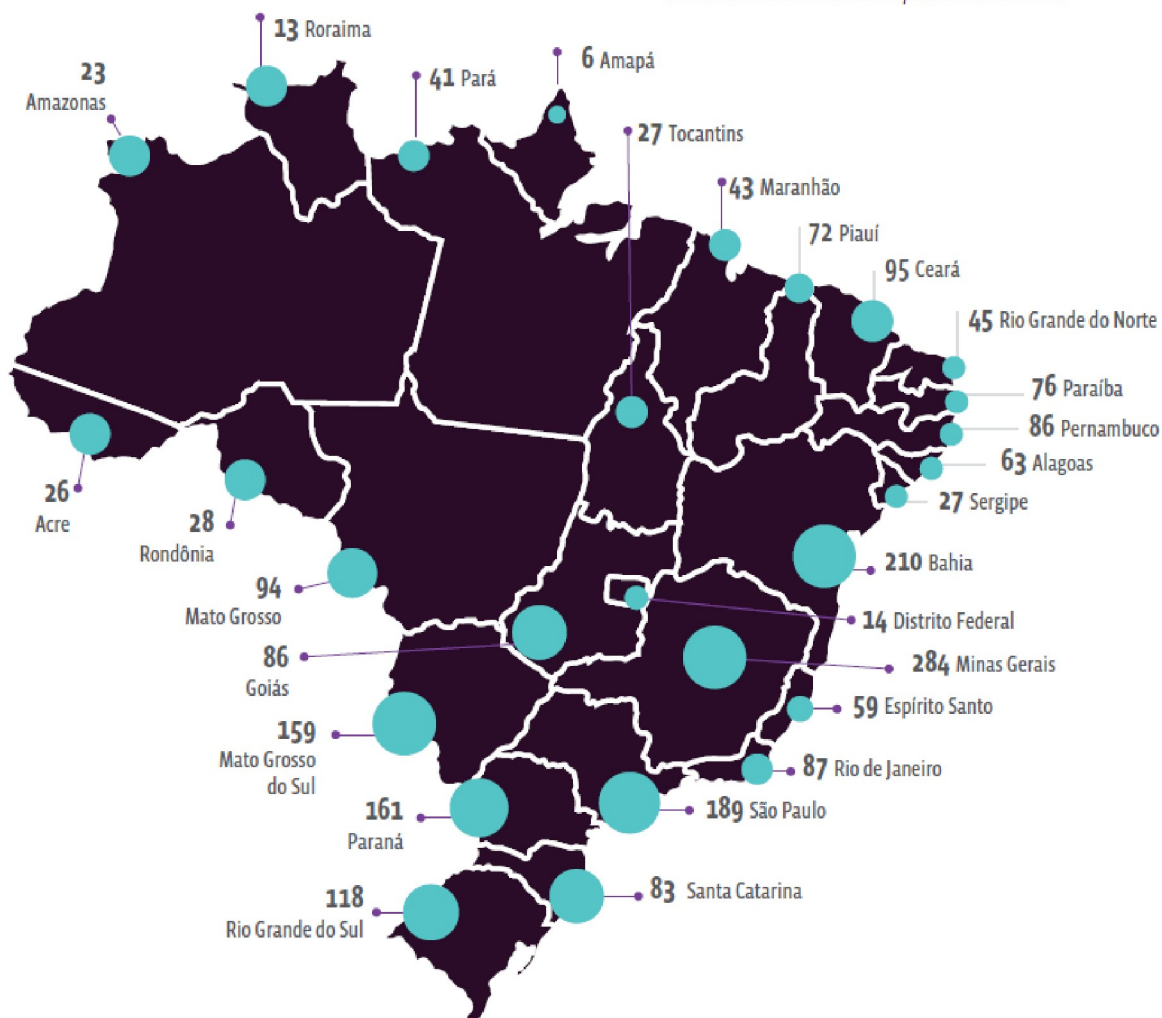 13 Roraima
6 Amapá
23
Amazonas
41 Pará
27 Tocantins
43 Maranhão
72 Piauí
95 Ceará
45 Rio Grande do Norte
76 Paraíba
86 Pernambuco
63 Alagoas
27 Sergipe
26
Acre
28
Rondônia
210 Bahia
94
Mato Grosso
14 Distrito Federal
86
Goiás
284 Minas Gerais
59 Espírito Santo
159
Mato Grosso
do Sul
87 Rio de Janeiro
161
Paraná
189 São Paulo
83 Santa Catarina
118
Rio Grande do Sul